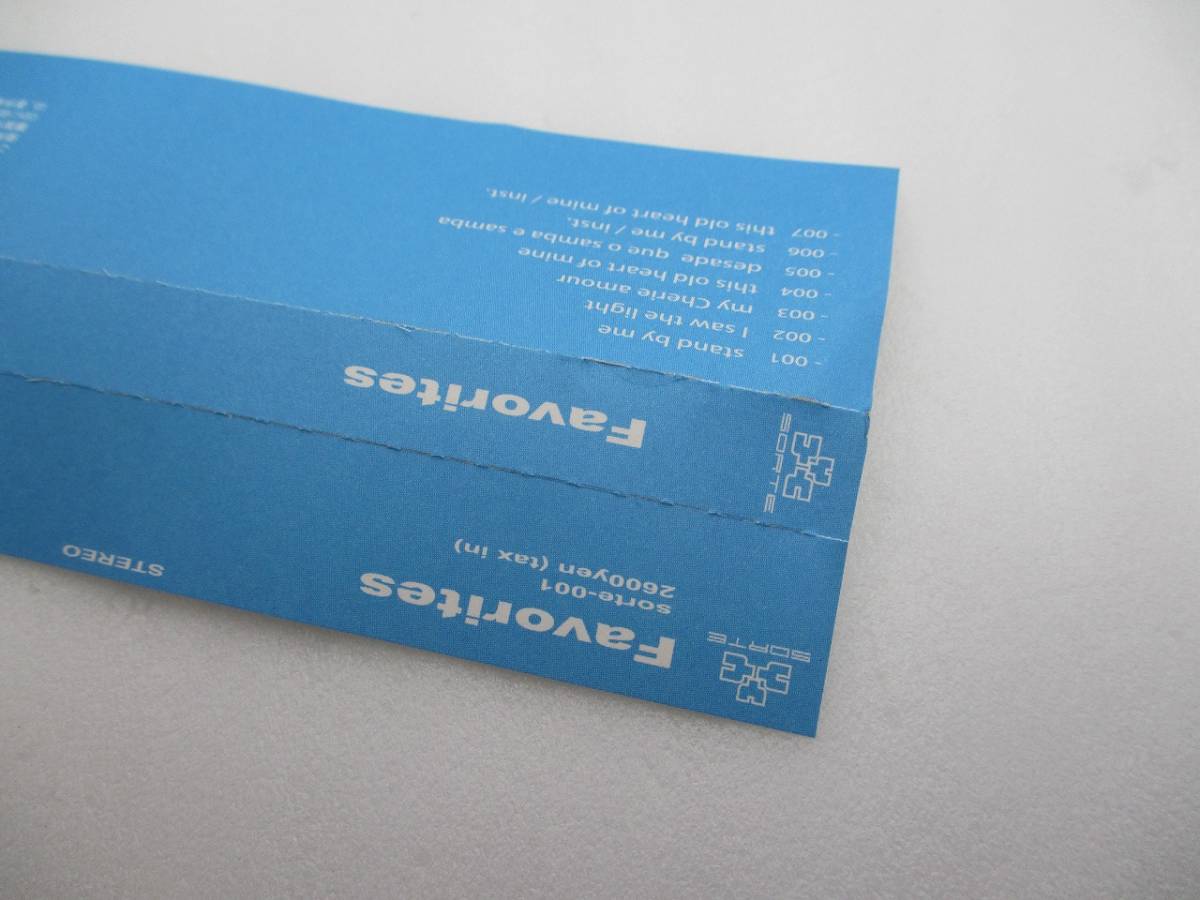 SORTE
Favorites
sorte-001
2600yen (tax in)
STEREO
SORTE
Favorites
- 001 stand by me
- 002 I saw the light
- 003 my Cherie amour
- 004 this old heart of mine
- 005 desade que o samba e samba
- 006 stand by me / inst.
- 007 this old heart of mine / inst.